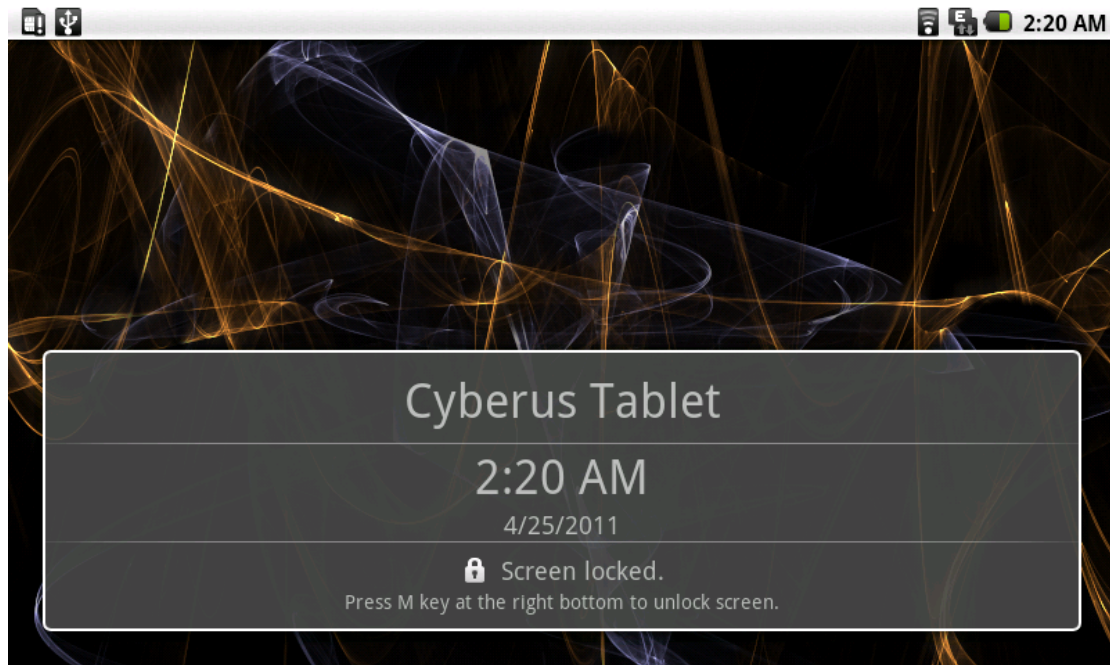 E
2:20 AM
Cyberus Tablet
2:20 AM
4/25/2011
Screen locked.
Press M key at the right bottom to unlock screen.